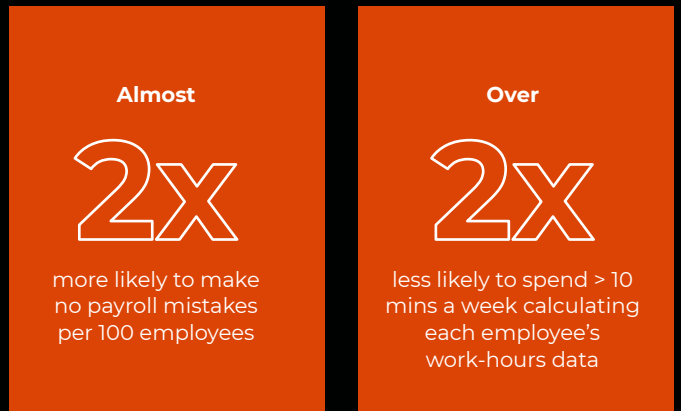 Almost
2x
more likely to make
no payroll mistakes
per 100 employees
Over
2x
less likely to spend > 10
mins a week calculating
each employee's
work-hours data